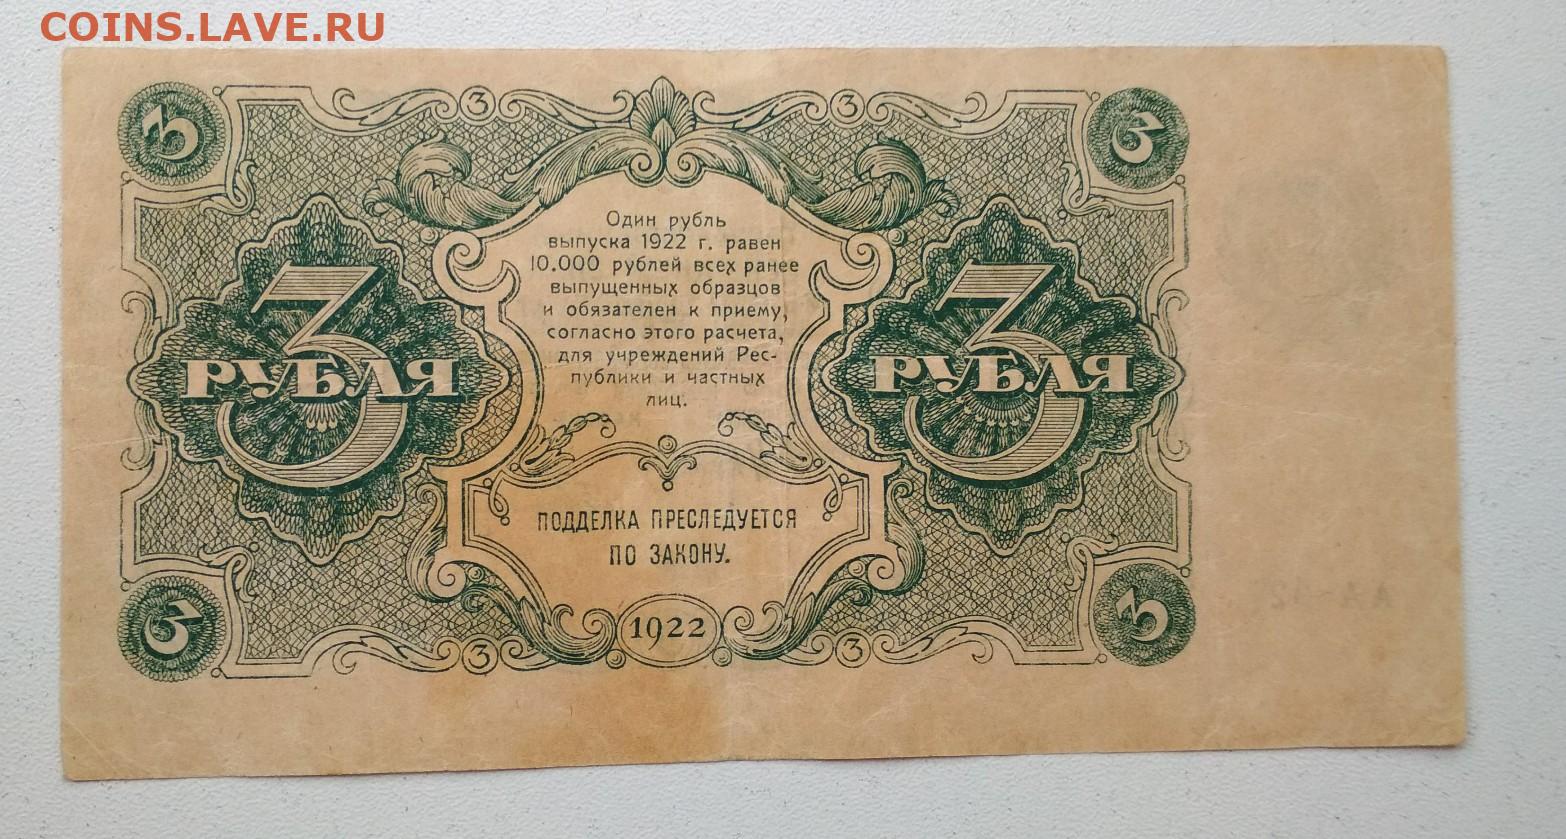 COINS.LAVE.RU
3 3 3 3
Один рубль
выпуска 1922 г. равен
10.000 рублей всех ранее
выпущенных образцов
и обязателен к приему,
согласно этого расчета,
для учреждений Рес-
публики и частных
лиц.
3 РУБЛЯ
3 РУБЛЯ
ПОДДЕЛКА ПРЕСЛЕДУЕТСЯ
ПО ЗАКОНУ.
3 3 1922 3 3